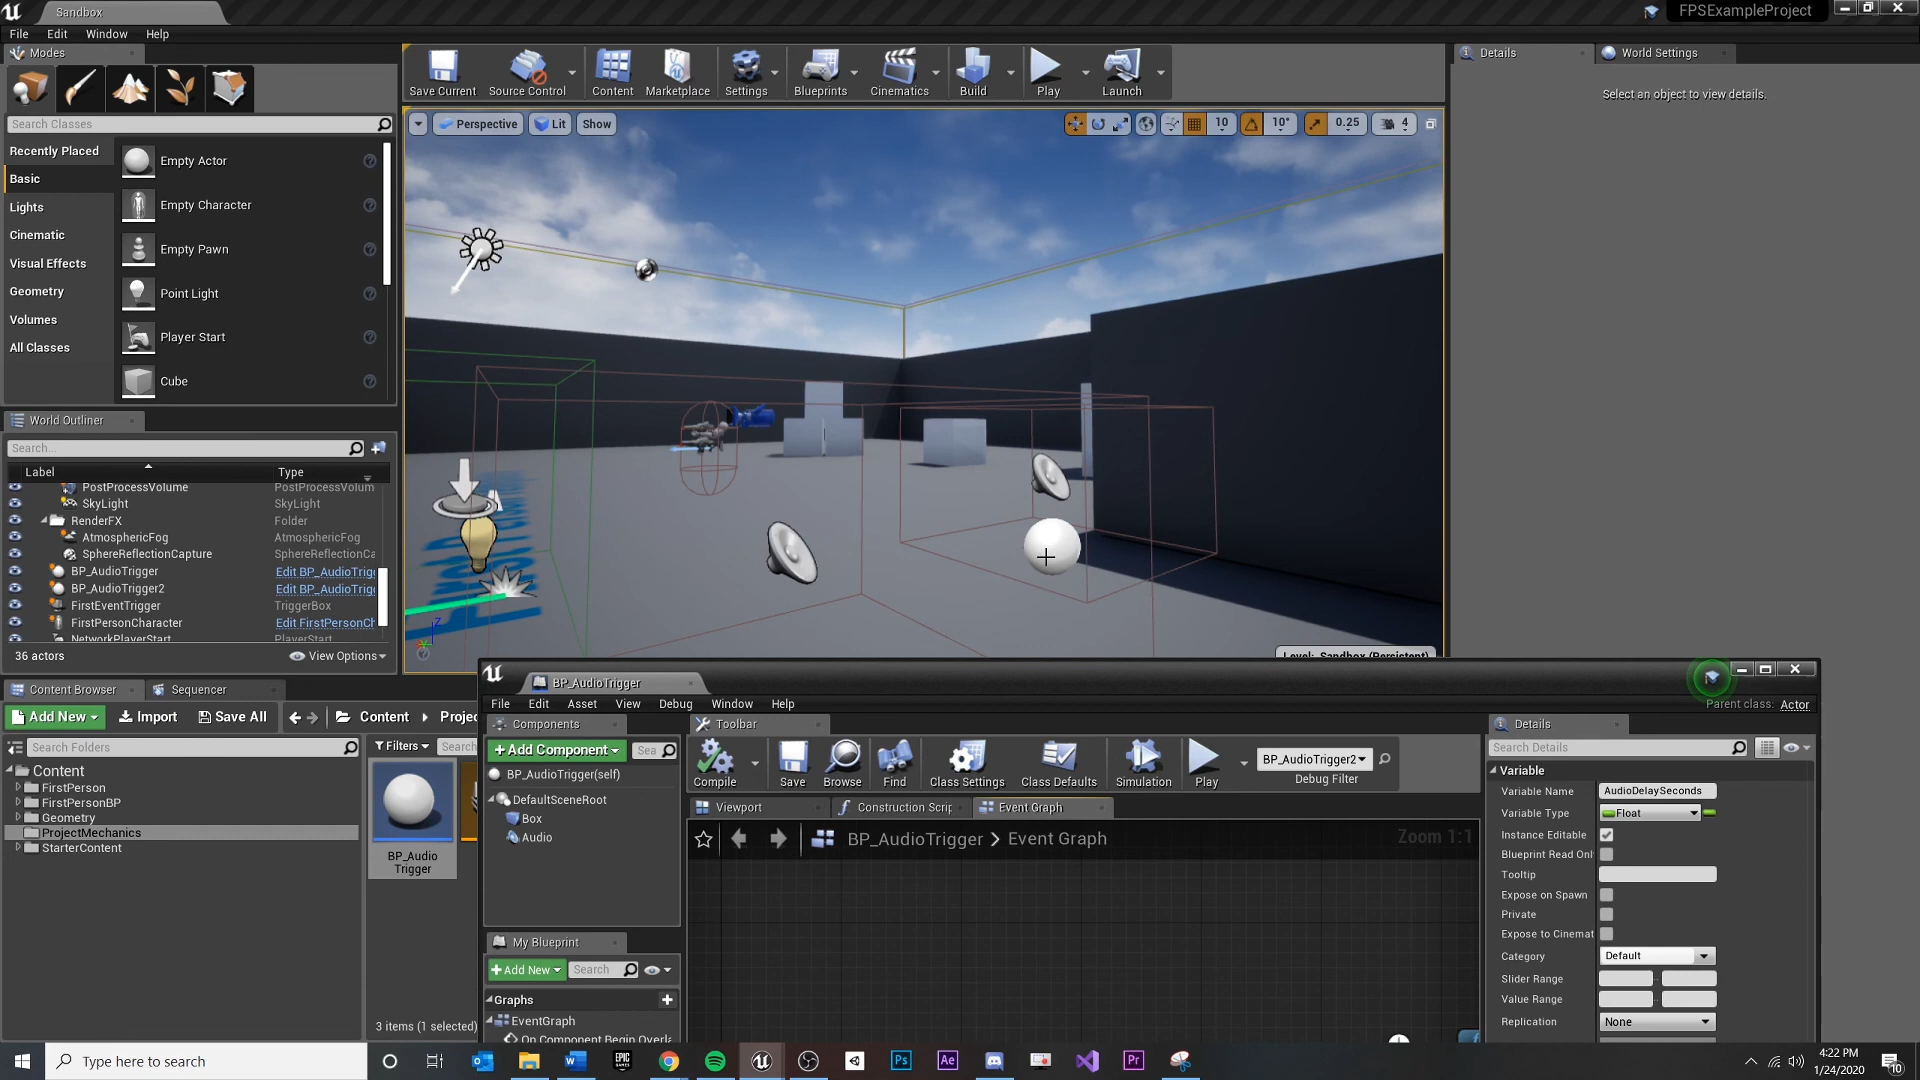 Sandbox
FPSExampleProject
File Edit Window Help
Modes
Save Current
Source Control
Content
Marketplace
Settings
Blueprints
Cinematics
Build
Play
Launch
Details
World Settings
Select an object to view details.
Search Classes
Recently Placed
Basic
Lights
Cinematic
Visual Effects
Geometry
Volumes
All Classes
Empty Actor
Empty Character
Empty Pawn
Point Light
Player Start
Cube
Perspective
Lit
Show
10
10°
0.25
4
Level: Sandbox (Persistent)
World Outliner
Search...
Label Type
PostProcessVolume PostProcessVolum
SkyLight SkyLight
RenderFX Folder
AtmosphericFog AtmosphericFog
SphereReflectionCapture SphereReflectionCa
BP_AudioTrigger Edit BP_AudioTrig
BP_AudioTrigger2 Edit BP_AudioTrig
FirstEventTrigger TriggerBox
FirstPersonCharacter Edit FirstPersonCh
NetworkPlayerStart PlayerStart
36 actors
View Options
Content Browser
Sequencer
Add New
Import
Save All
Content
Projec
Search Folders
Filters
Search
Content
FirstPerson
FirstPersonBP
Geometry
ProjectMechanics
StarterContent
BP_Audio
Trigger
3 items (1 selected)
BP_AudioTrigger
File Edit Asset View Debug Window Help
Parent class: Actor
Components
+Add Component
Sea
BP_AudioTrigger(self)
DefaultSceneRoot
Box
Audio
My Blueprint
+Add New
Search
Graphs
EventGraph
On Component Begin Overla
Toolbar
Compile
Save
Browse
Find
Class Settings
Class Defaults
Simulation
Play
BP_AudioTrigger2
Debug Filter
Viewport
Construction Scrip
Event Graph
BP_AudioTrigger > Event Graph
Zoom 1:1
Details
Search Details
Variable
Variable Name AudioDelaySeconds
Variable Type Float
Instance Editable
Blueprint Read Onl
Tooltip
Expose on Spawn
Private
Expose to Cinemat
Category Default
Slider Range
Value Range
Replication None
Type here to search
Ps
Ae
Pr
4:22 PM
1/24/2020
10